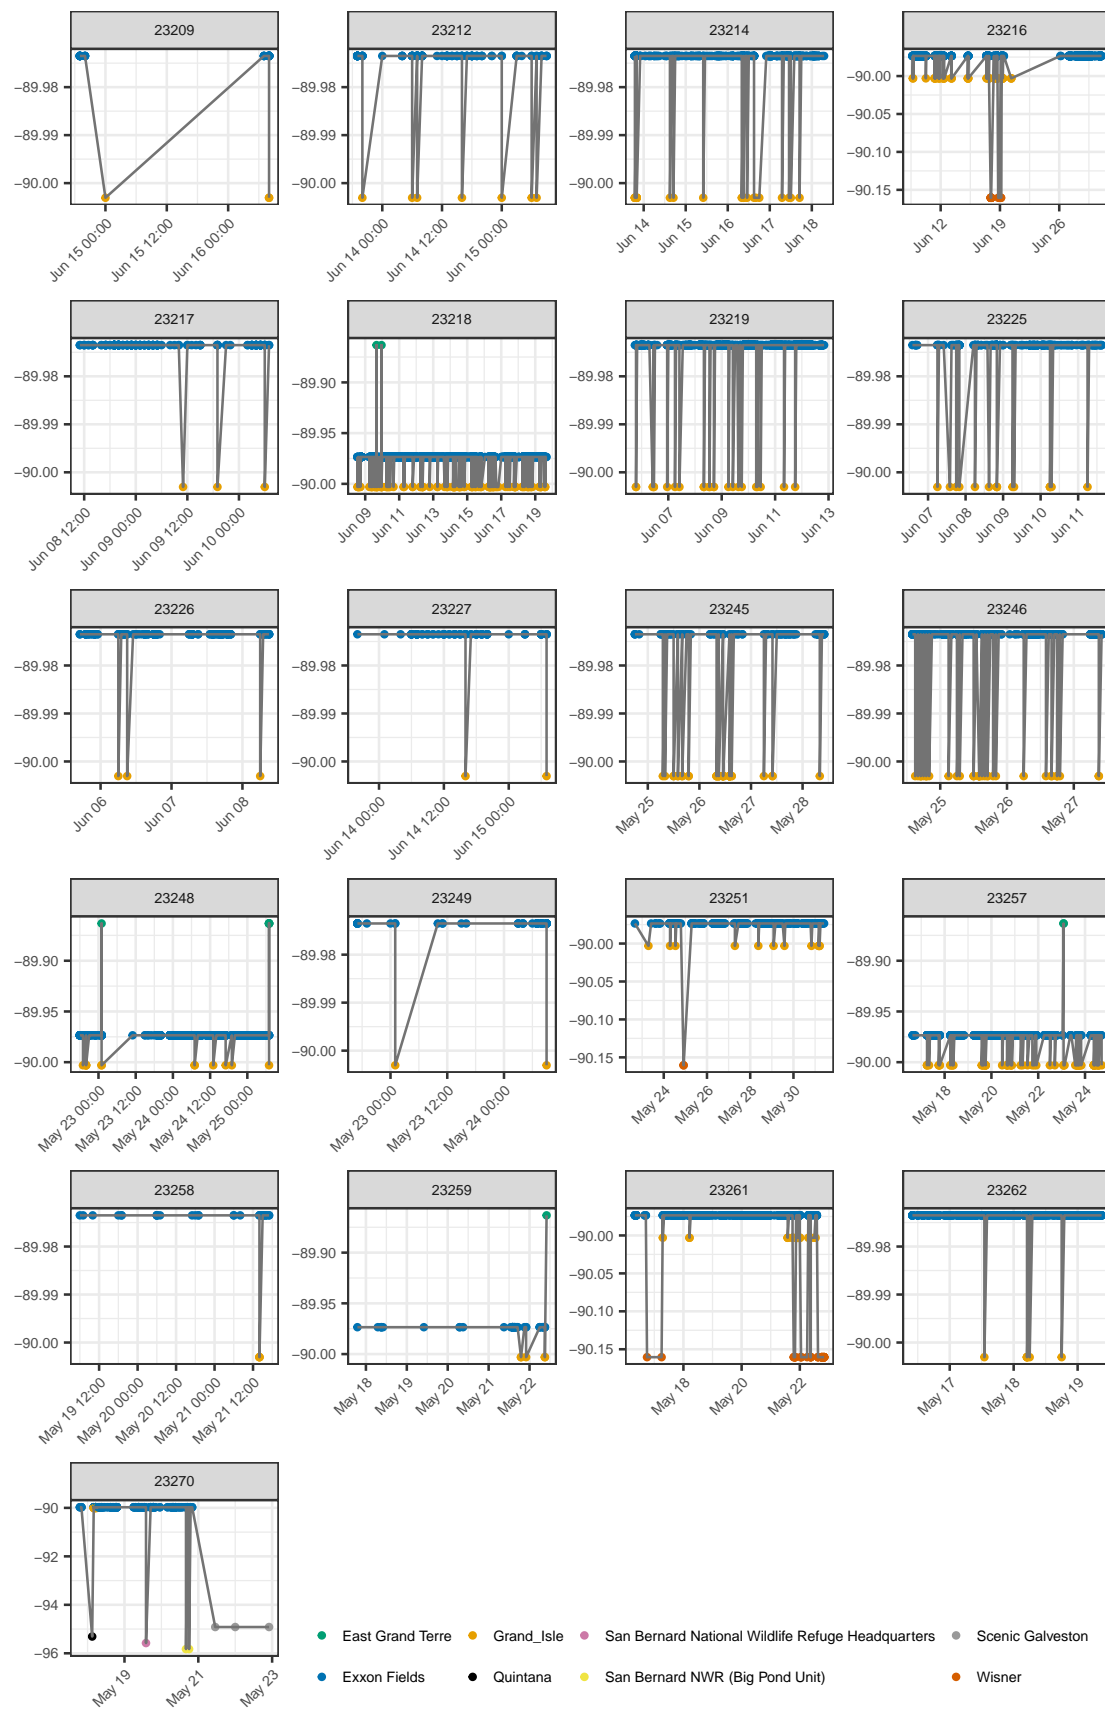 23209 23212 23214 23216
−89.98 −89.98 −89.98 −90.00
−89.99 −89.99 −89.99 −90.05
−90.10
−90.00 −90.00 −90.00 −90.15
Jun 15 00:00 Jun 15 12:00 Jun 16 00:00 Jun 14 00:00 Jun 14 12:00 Jun 15 00:00 Jun 14 Jun 15 Jun 16 Jun 17 Jun 18 Jun 12 Jun 19 Jun 26
23217 23218 23219 23225
−89.98 −89.90 −89.98 −89.98
−89.99 −89.95 −89.99 −89.99
−90.00 −90.00 −90.00 −90.00
Jun 08 12:00 Jun 09 00:00 Jun 09 12:00 Jun 10 00:00 Jun 09 Jun 11 Jun 13 Jun 15 Jun 17 Jun 19 Jun 07 Jun 09 Jun 11 Jun 13 Jun 07 Jun 08 Jun 09 Jun 10 Jun 11
23226 23227 23245 23246
−89.98 −89.98 −89.98 −89.98
−89.99 −89.99 −89.99 −89.99
−90.00 −90.00 −90.00 −90.00
Jun 06 Jun 07 Jun 08 Jun 14 00:00 Jun 14 12:00 Jun 15 00:00 May 25 May 26 May 27 May 28 May 25 May 26 May 27
23248 23249 23251 23257
−89.90 −89.98 −90.00 −89.90
−89.95 −89.99 −90.05 −89.95
−90.10
−90.00 −90.00 −90.15 −90.00
May 23 00:00 May 23 12:00 May 24 00:00 May 24 12:00 May 25 00:00 May 23 00:00 May 23 12:00 May 24 00:00 May 24 May 26 May 28 May 30 May 18 May 20 May 22 May 24
23258 23259 23261 23262
−89.98 −89.90 −90.00 −89.98
−89.99 −89.95 −90.05 −89.99
−90.10
−90.00 −90.00 −90.15 −90.00
May 19 12:00 May 20 00:00 May 20 12:00 May 21 00:00 May 21 12:00 May 18 May 19 May 20 May 21 May 22 May 18 May 20 May 22 May 17 May 18 May 19
23270
−90
−92
−94
−96
May 19 May 21 May 23
East Grand Terre Grand_Isle San Bernard National Wildlife Refuge Headquarters Scenic Galveston
Exxon Fields Quintana San Bernard NWR (Big Pond Unit) Wisner